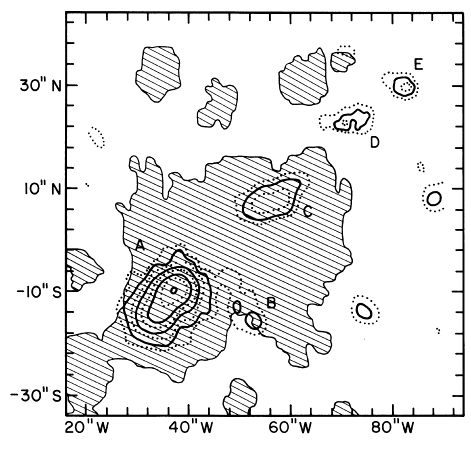 E
30" N
D
10" N
C
A
-10" S
B
-30" S
20" W 40" W 60" W 80" W